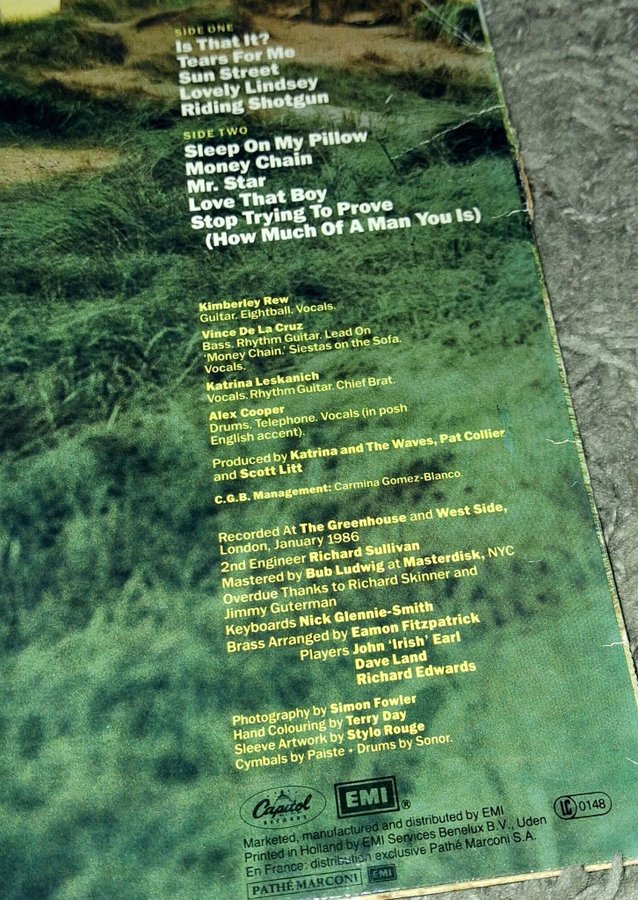 SIDE ONE
Is That It?
Tears For Me
Sun Street
Lovely Lindsey
Riding Shotgun
SIDE TWO
Sleep On My Pillow
Money Chain
Mr. Star
Love That Boy
Stop Trying To Prove
(How Much Of A Man You Is)
Kimberley Rew
Guitar. Eightball. Vocals.
Vince De La Cruz
Bass. Rhythm Guitar. Lead On
'Money Chain.' Siestas on the Sofa.
Vocals.
Katrina Leskanich
Vocals. Rhythm Guitar. Chief Brat.
Alex Cooper
Drums. Telephone. Vocals (in posh
English accent).
Produced by Katrina and The Waves, Pat Collier
and Scott Litt
C.G.B. Management: Carmina Gomez-Blanco.
Recorded At The Greenhouse and West Side,
London, January 1986
2nd Engineer Richard Sullivan
Mastered by Bub Ludwig at Masterdisk, NYC
Overdue Thanks to Richard Skinner and
Jimmy Guterman
Keyboards Nick Glennie-Smith
Brass Arranged by Eamon Fitzpatrick
Players John 'Irish' Earl
Dave Land
Richard Edwards
Photography by Simon Fowler
Hand Colouring by Terry Day
Sleeve Artwork by Stylo Rouge
Cymbals by Paiste • Drums by Sonor.
Capitol RECORDS EMI ® LC 0148
Marketed, manufactured and distributed by EMI
Printed in Holland by EMI Services Benelux B.V., Uden
En France: distribution exclusive Pathé Marconi S.A.
PATHÉ MARCONI EMI